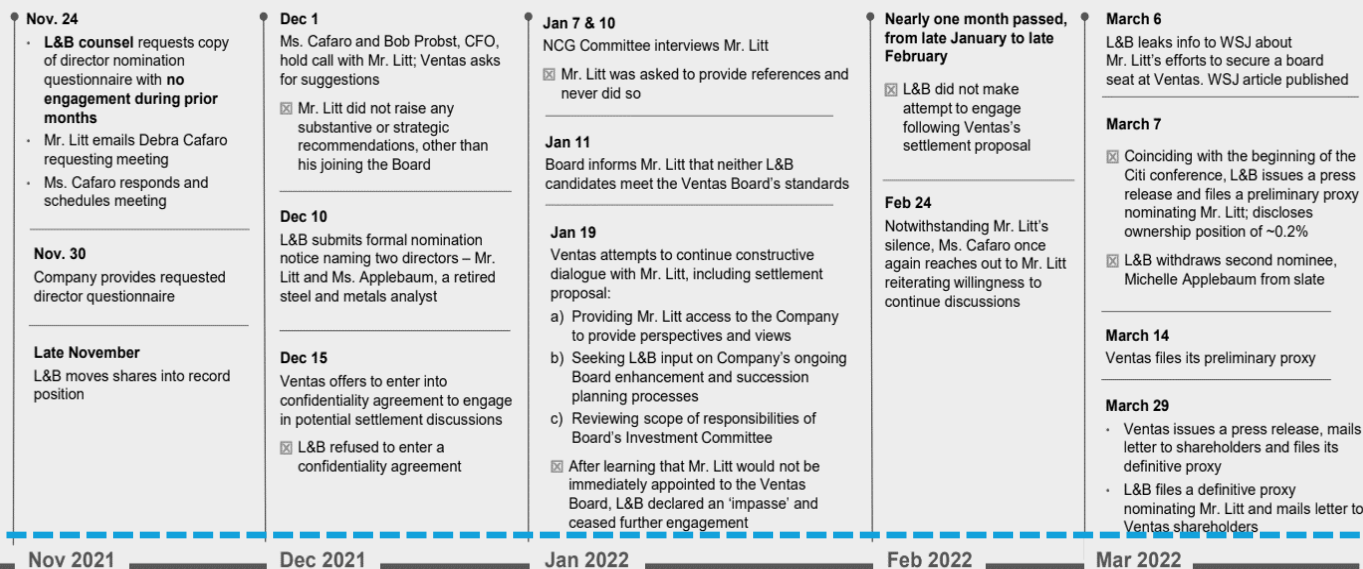 Nov. 24
· L&B counsel requests copy
of director nomination
questionnaire with no
engagement during prior
months
· Mr. Litt emails Debra Cafaro
requesting meeting
· Ms. Cafaro responds and
schedules meeting
Nov. 30
Company provides requested
director questionnaire
Late November
L&B moves shares into record
position
Dec 1
Ms. Cafaro and Bob Probst, CFO,
hold call with Mr. Litt; Ventas asks
for suggestions
☒ Mr. Litt did not raise any
substantive or strategic
recommendations, other than
his joining the Board
Dec 10
L&B submits formal nomination
notice naming two directors – Mr.
Litt and Ms. Applebaum, a retired
steel and metals analyst
Dec 15
Ventas offers to enter into
confidentiality agreement to engage
in potential settlement discussions
☒ L&B refused to enter a
confidentiality agreement
Jan 7 & 10
NCG Committee interviews Mr. Litt
☒ Mr. Litt was asked to provide references and
never did so
Jan 11
Board informs Mr. Litt that neither L&B
candidates meet the Ventas Board's standards
Jan 19
Ventas attempts to continue constructive
dialogue with Mr. Litt, including settlement
proposal:
a) Providing Mr. Litt access to the Company
to provide perspectives and views
b) Seeking L&B input on Company's ongoing
Board enhancement and succession
planning processes
c) Reviewing scope of responsibilities of
Board's Investment Committee
☒ After learning that Mr. Litt would not be
immediately appointed to the Ventas
Board, L&B declared an 'impasse' and
ceased further engagement
Nearly one month passed,
from late January to late
February
☒ L&B did not make
attempt to engage
following Ventas's
settlement proposal
Feb 24
Notwithstanding Mr. Litt's
silence, Ms. Cafaro once
again reaches out to Mr. Litt
reiterating willingness to
continue discussions
March 6
L&B leaks info to WSJ about
Mr. Litt's efforts to secure a board
seat at Ventas. WSJ article published
March 7
☒ Coinciding with the beginning of the
Citi conference, L&B issues a press
release and files a preliminary proxy
nominating Mr. Litt; discloses
ownership position of ~0.2%
☒ L&B withdraws second nominee,
Michelle Applebaum from slate
March 14
Ventas files its preliminary proxy
March 29
· Ventas issues a press release, mails
letter to shareholders and files its
definitive proxy
· L&B files a definitive proxy
nominating Mr. Litt and mails letter to
Ventas shareholders
Nov 2021
Dec 2021
Jan 2022
Feb 2022
Mar 2022